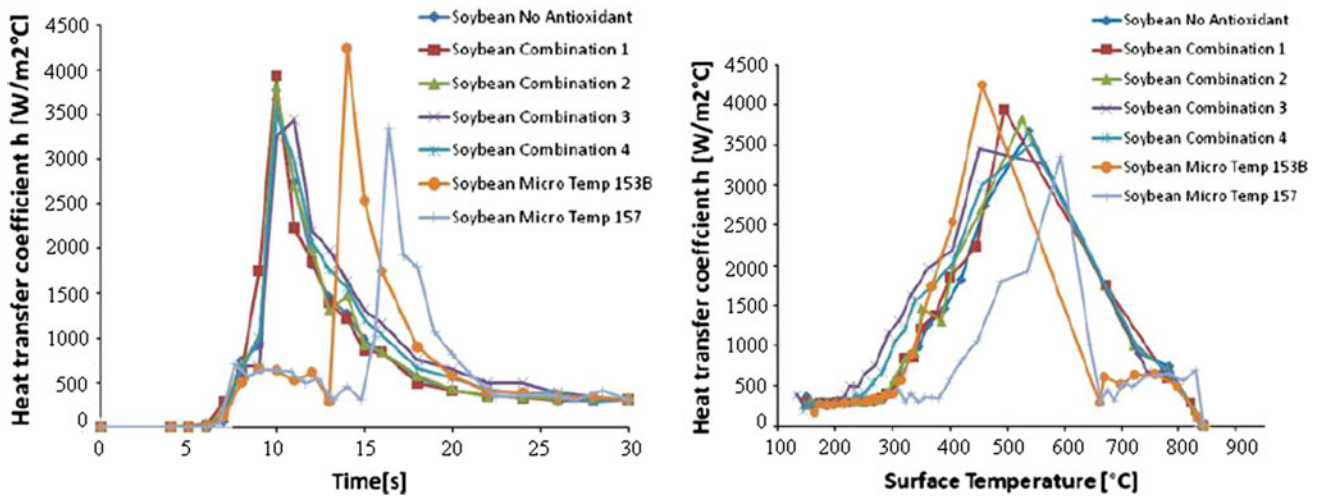 Heat transfer coefficient h [W/m2°C]
4500
4000
3500
3000
2500
2000
1500
1000
500
0
0
5
10
15
20
25
30
Time[s]
Soybean No Antioxidant
Soybean Combination 1
Soybean Combination 2
Soybean Combination 3
Soybean Combination 4
Soybean Micro Temp 153B
Soybean Micro Temp 157
Heat transfer coeffcient h [W/m2°C]
4500
4000
3500
3000
2500
2000
1500
1000
500
0
100
200
300
400
500
600
700
800
900
Surface Temperature [°C]
Soybean No Antioxidant
Soybean Combination 1
Soybean Combination 2
Soybean Combination 3
Soybean Combination 4
Soybean Micro Temp 153B
Soybean Micro Temp 157